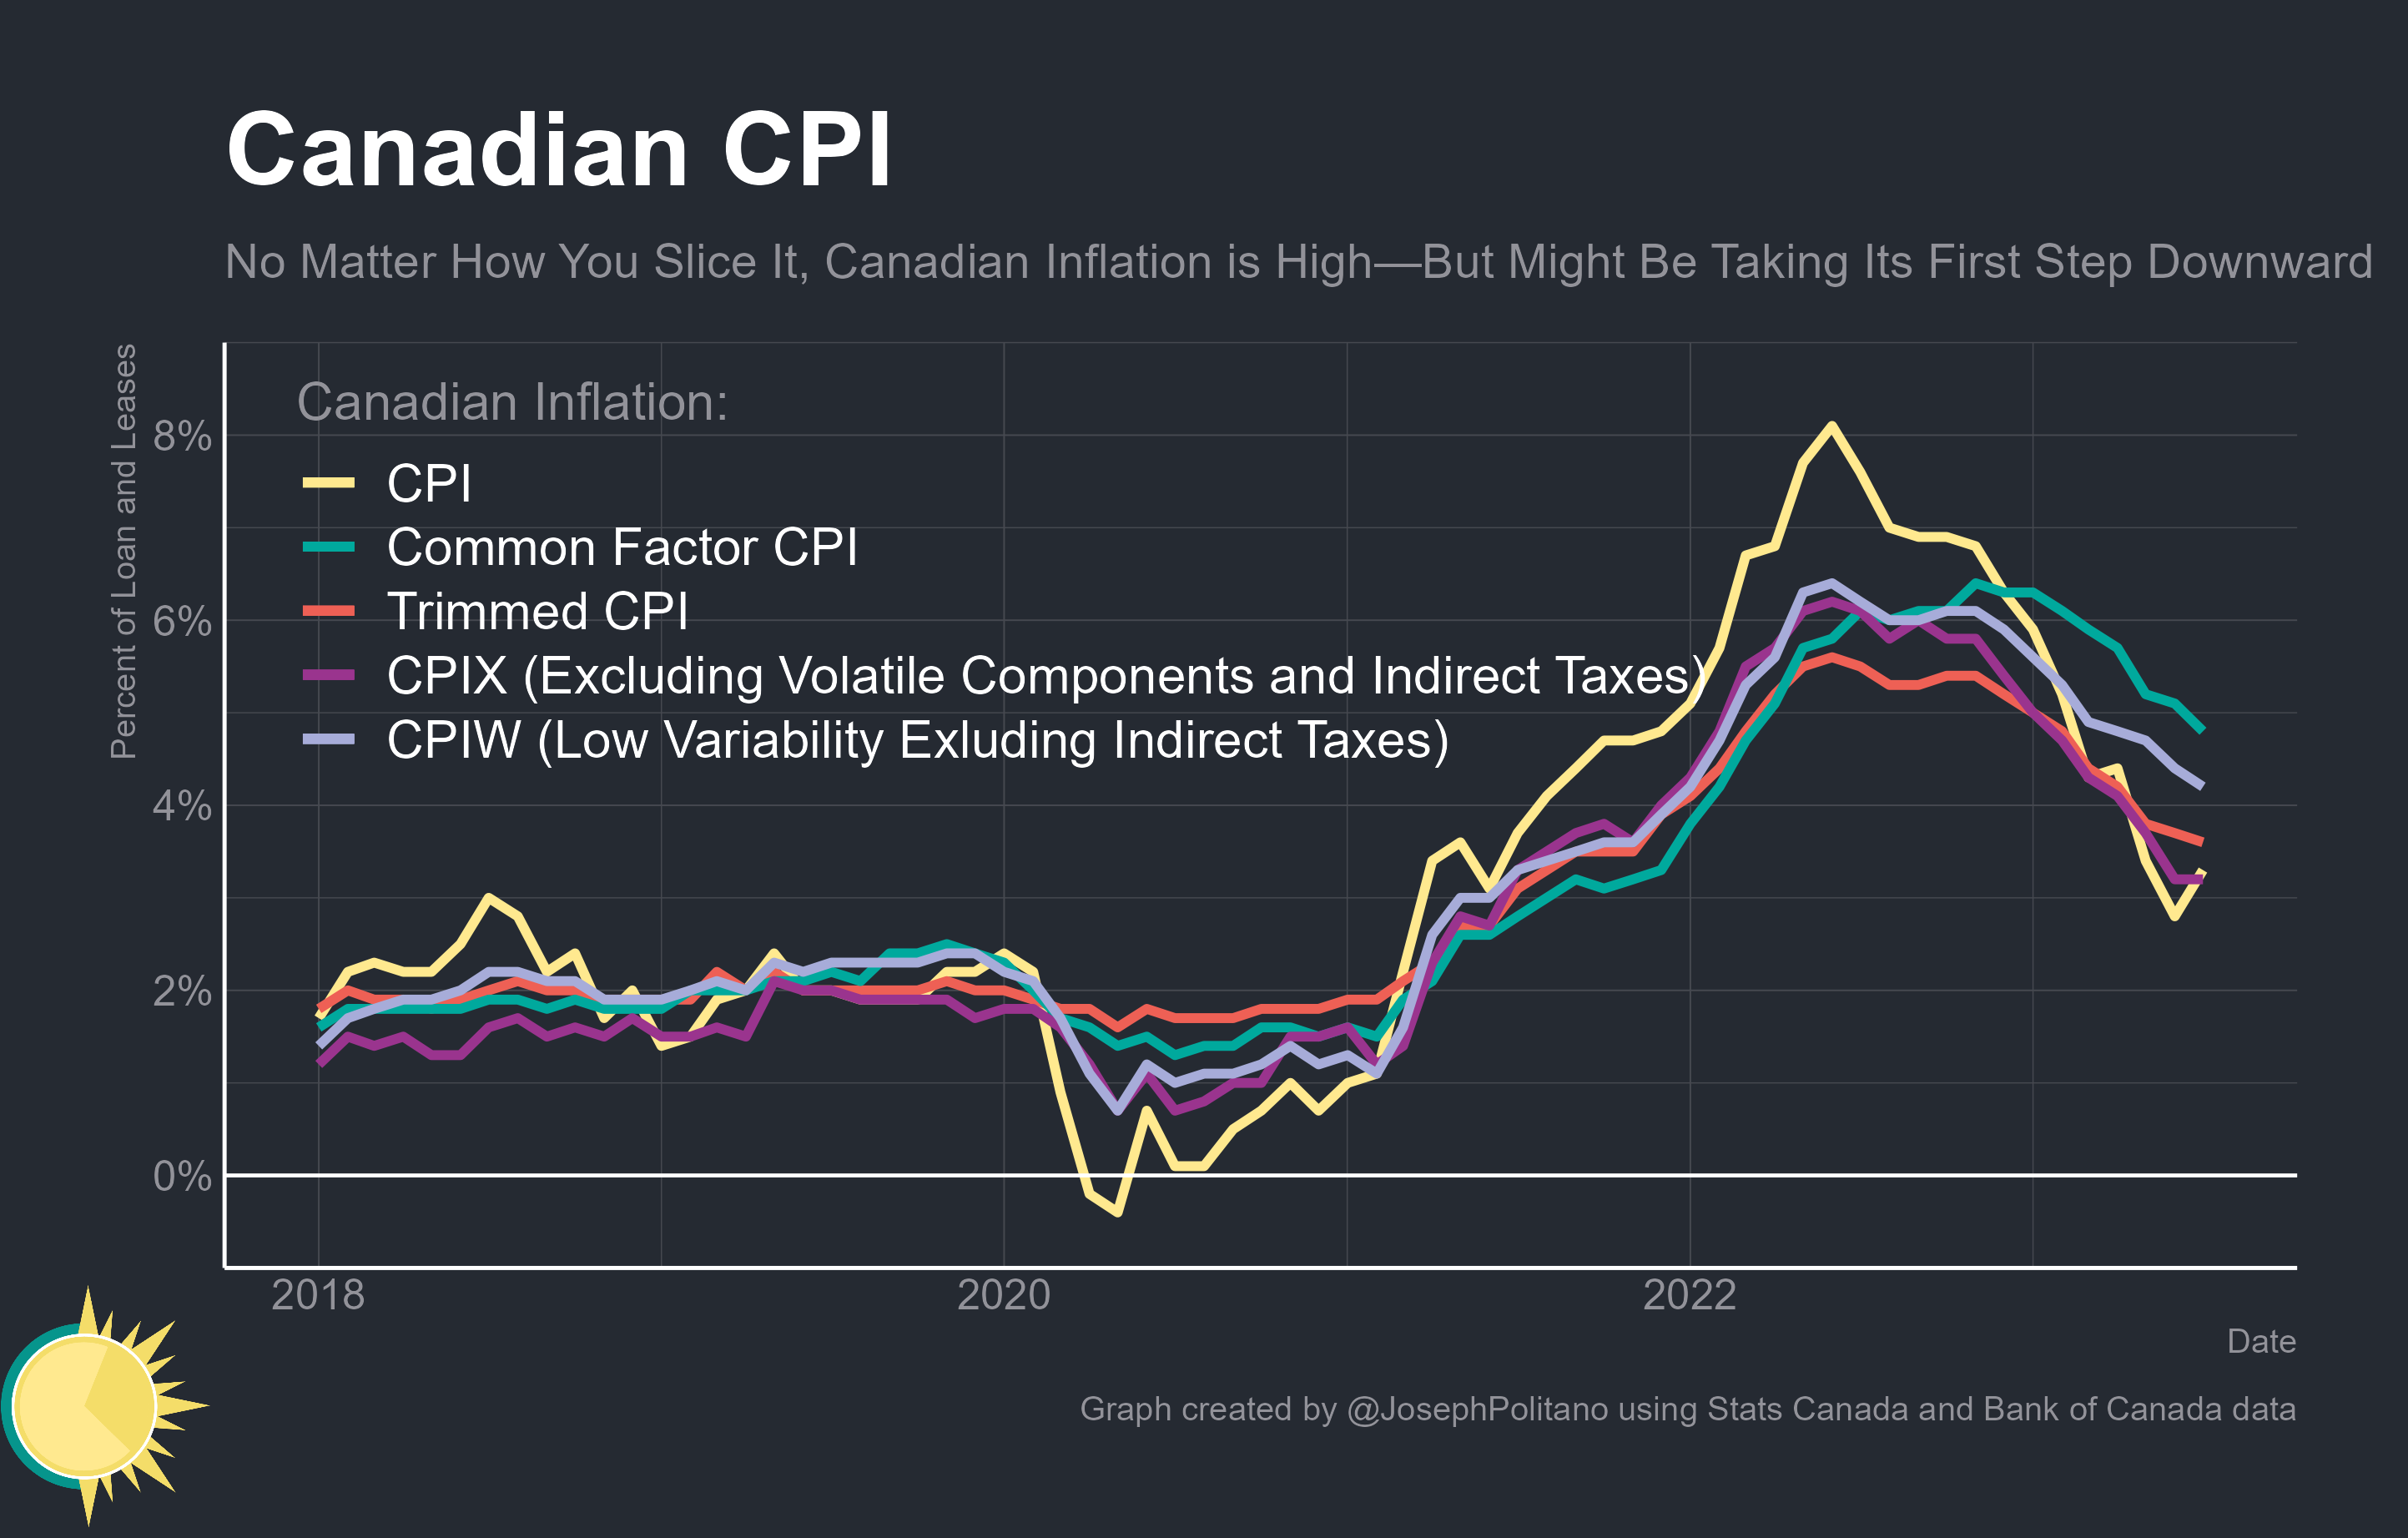 Canadian CPI
No Matter How You Slice It, Canadian Inflation is High—But Might Be Taking Its First Step Downward
Percent of Loan and Leases
Canadian Inflation:
CPI
Common Factor CPI
Trimmed CPI
CPIX (Excluding Volatile Components and Indirect Taxes)
CPIW (Low Variability Exluding Indirect Taxes)
8%
6%
4%
2%
0%
2018 2020 2022
Date
Graph created by @JosephPolitano using Stats Canada and Bank of Canada data